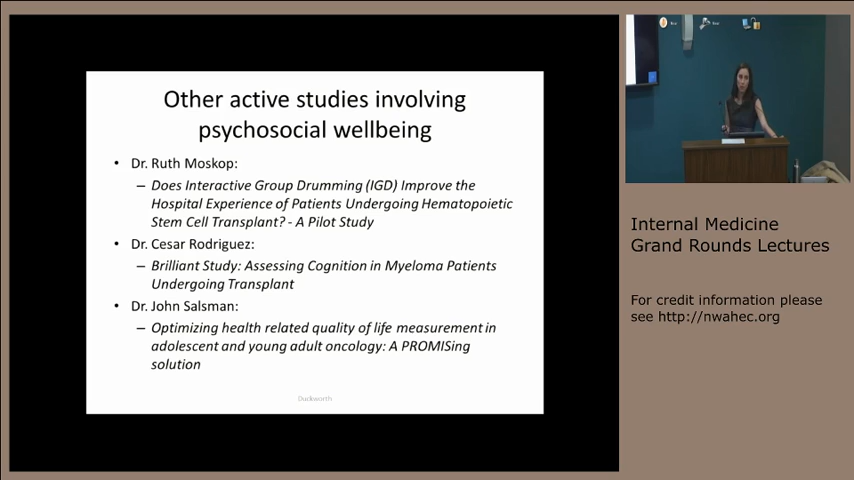 Other active studies involving
psychosocial wellbeing
• Dr. Ruth Moskop:
– Does Interactive Group Drumming (IGD) Improve the
Hospital Experience of Patients Undergoing Hematopoietic
Stem Cell Transplant? - A Pilot Study
• Dr. Cesar Rodriguez:
– Brilliant Study: Assessing Cognition in Myeloma Patients
Undergoing Transplant
• Dr. John Salsman:
– Optimizing health related quality of life measurement in
adolescent and young adult oncology: A PROMISing
solution
Duckworth
Internal Medicine
Grand Rounds Lectures
For credit information please
see http://nwahec.org